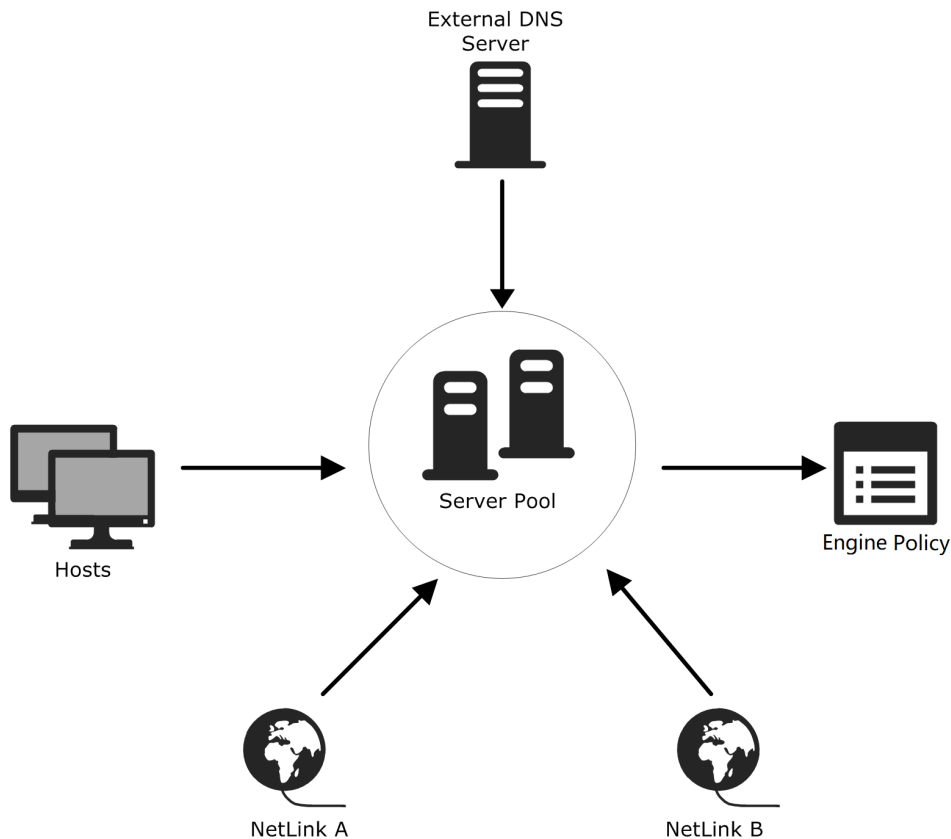 External DNS
Server
Server Pool
Hosts
Engine Policy
NetLink A
NetLink B